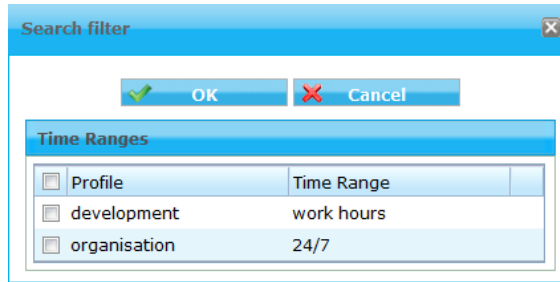 Search filter
OK Cancel
Time Ranges
Profile Time Range
development work hours
organisation 24/7